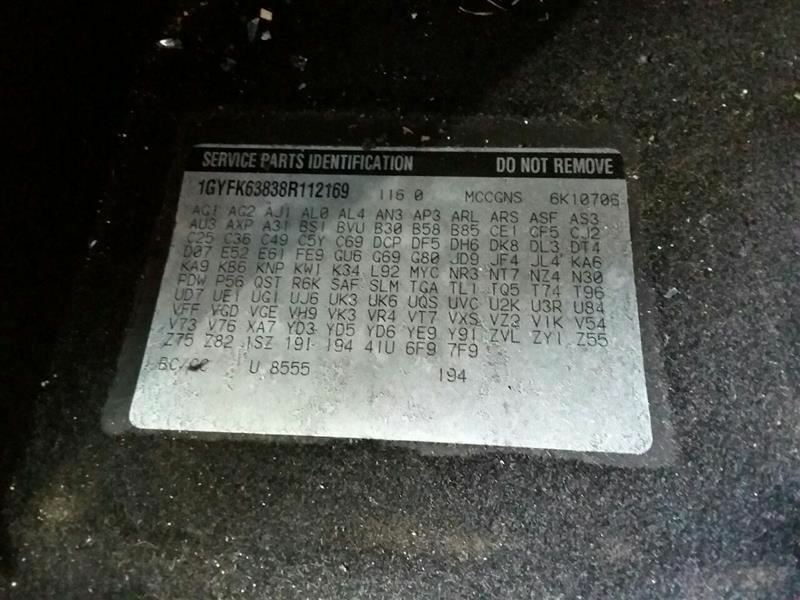 SERVICE PARTS IDENTIFICATION DO NOT REMOVE
1GYFK63838R112169 116 0 MCCGNS 6K10706
AG1 AG2 AJ1 AL0 AL4 AN3 AP3 ARL ARS ASF AS3
AU3 AXP A31 BS1 BVU B30 B58 B85 CE1 CF5 CJ2
C25 C36 C49 C5Y C69 DCP DF5 DH6 DK8 DL3 DT4
D07 E52 E61 FE9 GU6 G69 G80 JD9 JF4 JL4 KA6
KA9 KB6 KNP KW1 K34 L92 MYC NR3 NT7 NZ4 N30
PDW P56 QST R6K SAF SLM TGA TL1 TQ5 T74 T96
UD7 UE1 UG1 UJ6 UK3 UK6 UQS UVC U2K U3R U84
VFF VGD VGE VH9 VK3 VR4 VT7 VXS VZ3 V1K V54
V73 V76 XA7 YD3 YD5 YD6 YE9 Y91 ZVL ZY1 Z55
Z75 Z82 1SZ 19I 194 41U 6F9 7F9
BC/CC U 8555 194